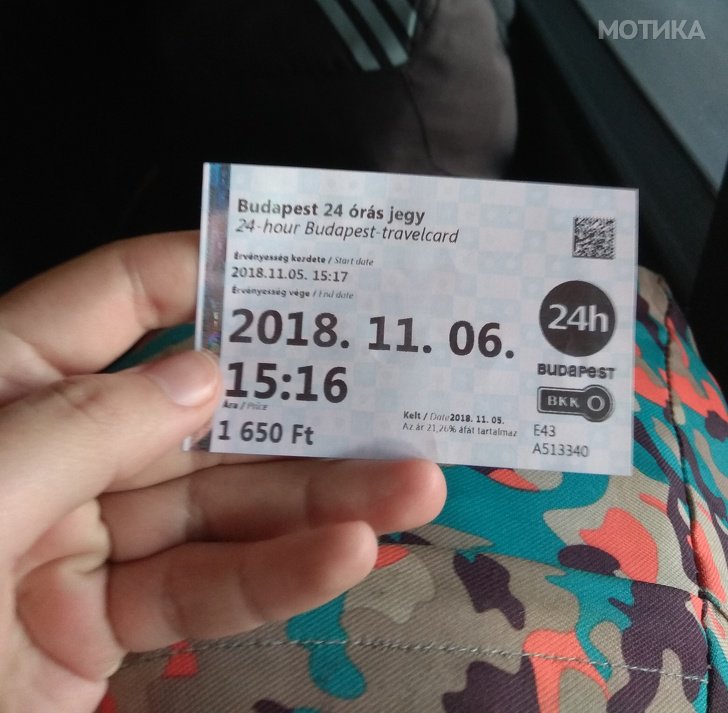 МОТИКА
Budapest 24 órás jegy
24-hour Budapest-travelcard
Érvényesség kezdete / Start date
2018.11.05. 15:17
Érvényesség vége / End date
2018. 11. 06.
15:16
24h
BUDAPEST
BKK
Ára / Price
1 650 Ft
Kelt / Date 2018. 11. 05.
Az ár 21,26% áfát tartalmaz
E43
A513340